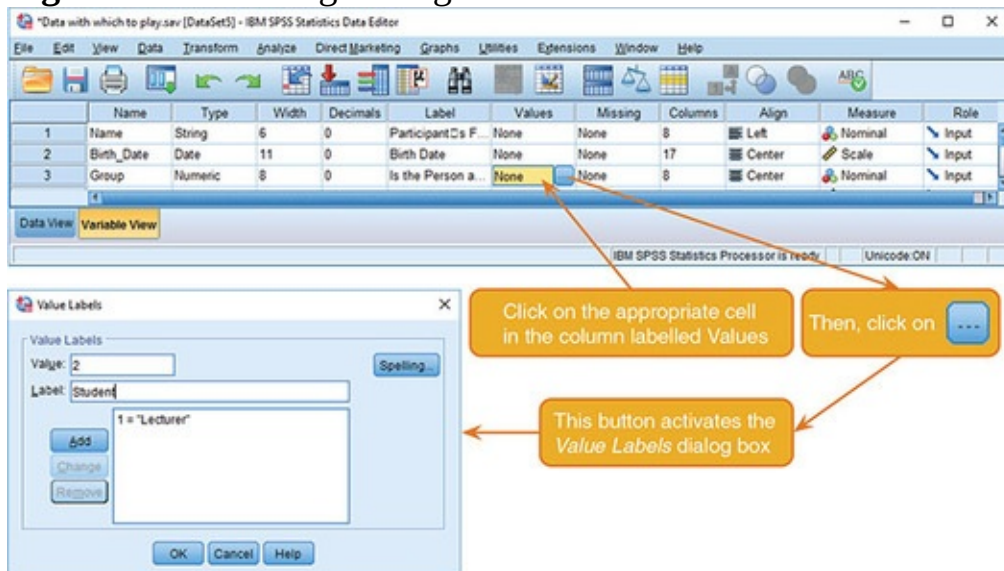 *Data with which to play.sav [DataSet5] - IBM SPSS Statistics Data Editor
File Edit View Data Transform Analyze Direct Marketing Graphs Utilities Extensions Window Help
Name Type Width Decimals Label Values Missing Columns Align Measure Role
1 Name String 6 0 Participant□s F... None None 8 Left Nominal Input
2 Birth_Date Date 11 0 Birth Date None None 17 Center Scale Input
3 Group Numeric 8 0 Is the Person a... None ... None 8 Center Nominal Input
Data View Variable View
IBM SPSS Statistics Processor is ready Unicode:ON
Value Labels
Value Labels
Value: 2
Spelling...
Label: Student
1 = "Lecturer"
Add
Change
Remove
OK Cancel Help
Click on the appropriate cell
in the column labelled Values
Then, click on ...
This button activates the
Value Labels dialog box